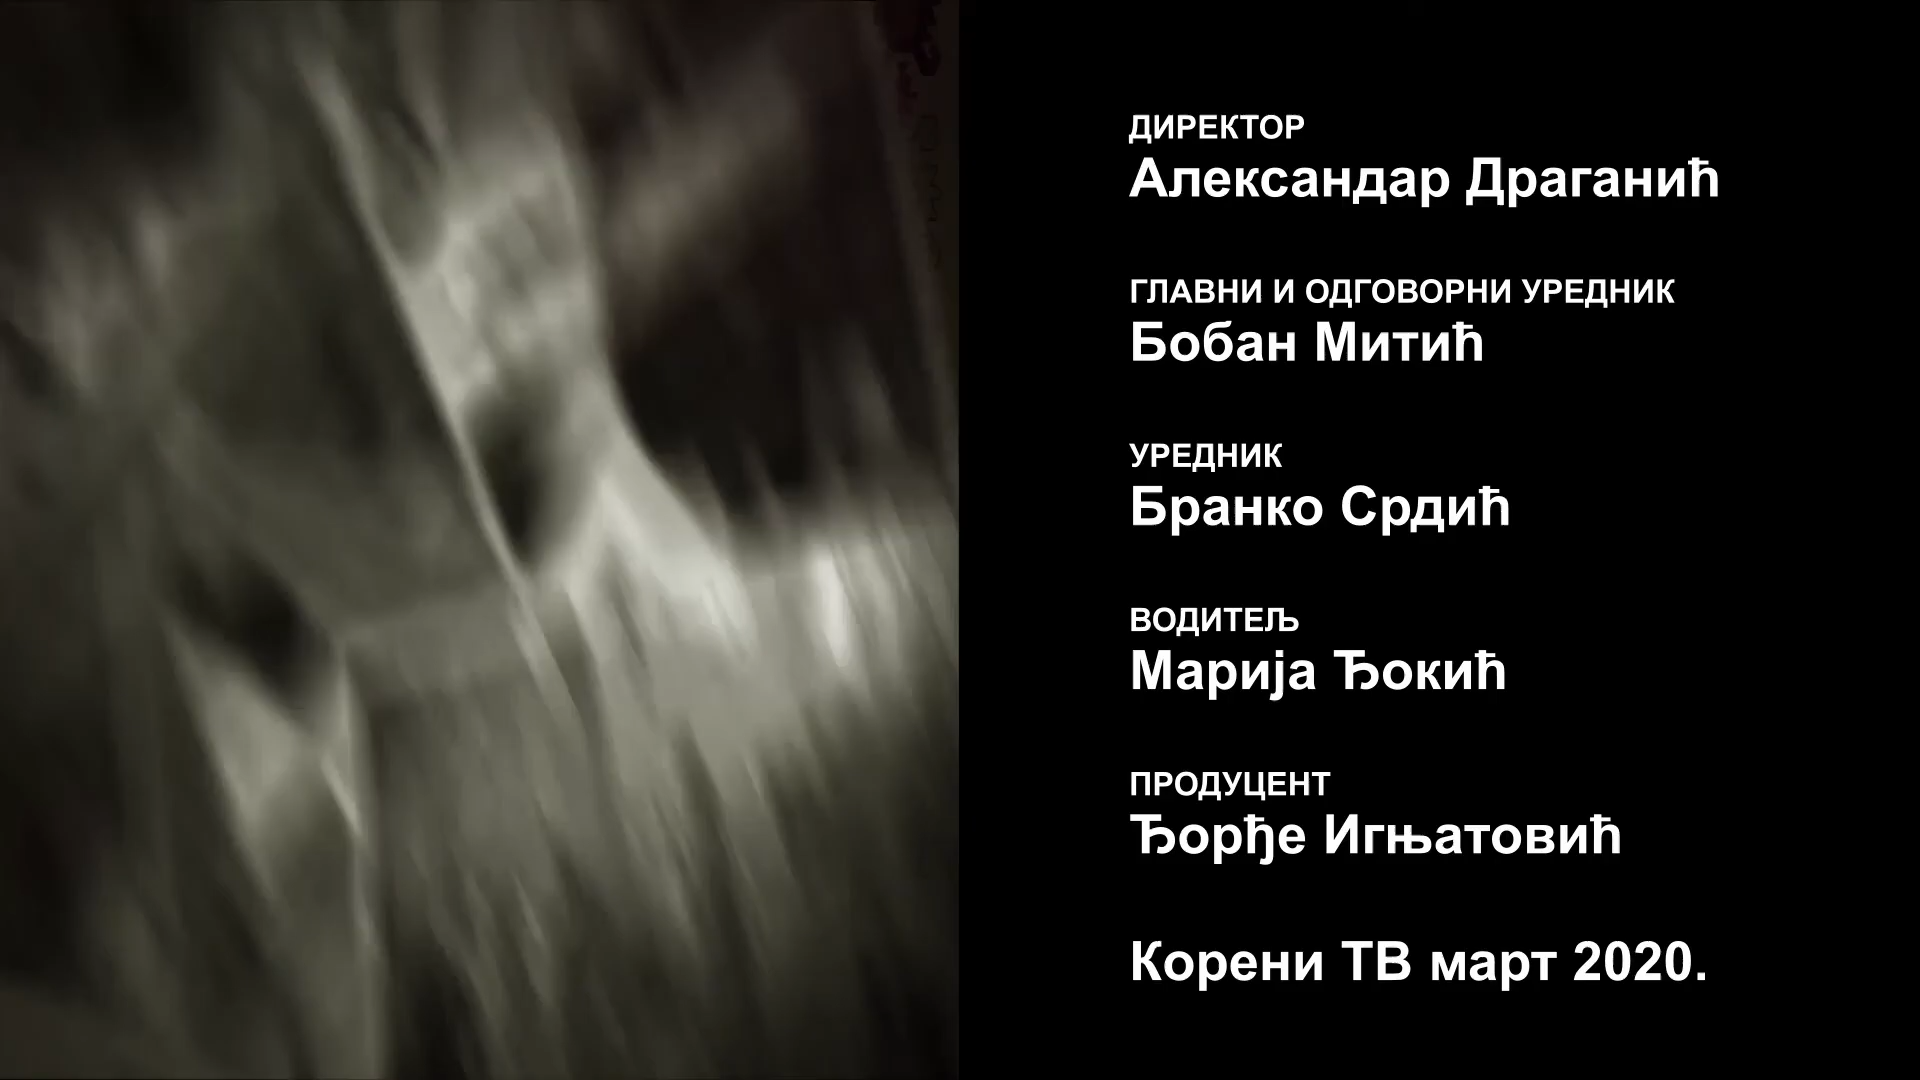 ДИРЕКТОР
Александар Драганић
ГЛАВНИ И ОДГОВОРНИ УРЕДНИК
Бобан Митић
УРЕДНИК
Бранко Срдић
ВОДИТЕЉ
Марија Ђокић
ПРОДУЦЕНТ
Ђорђе Игњатовић
Корени ТВ март 2020.